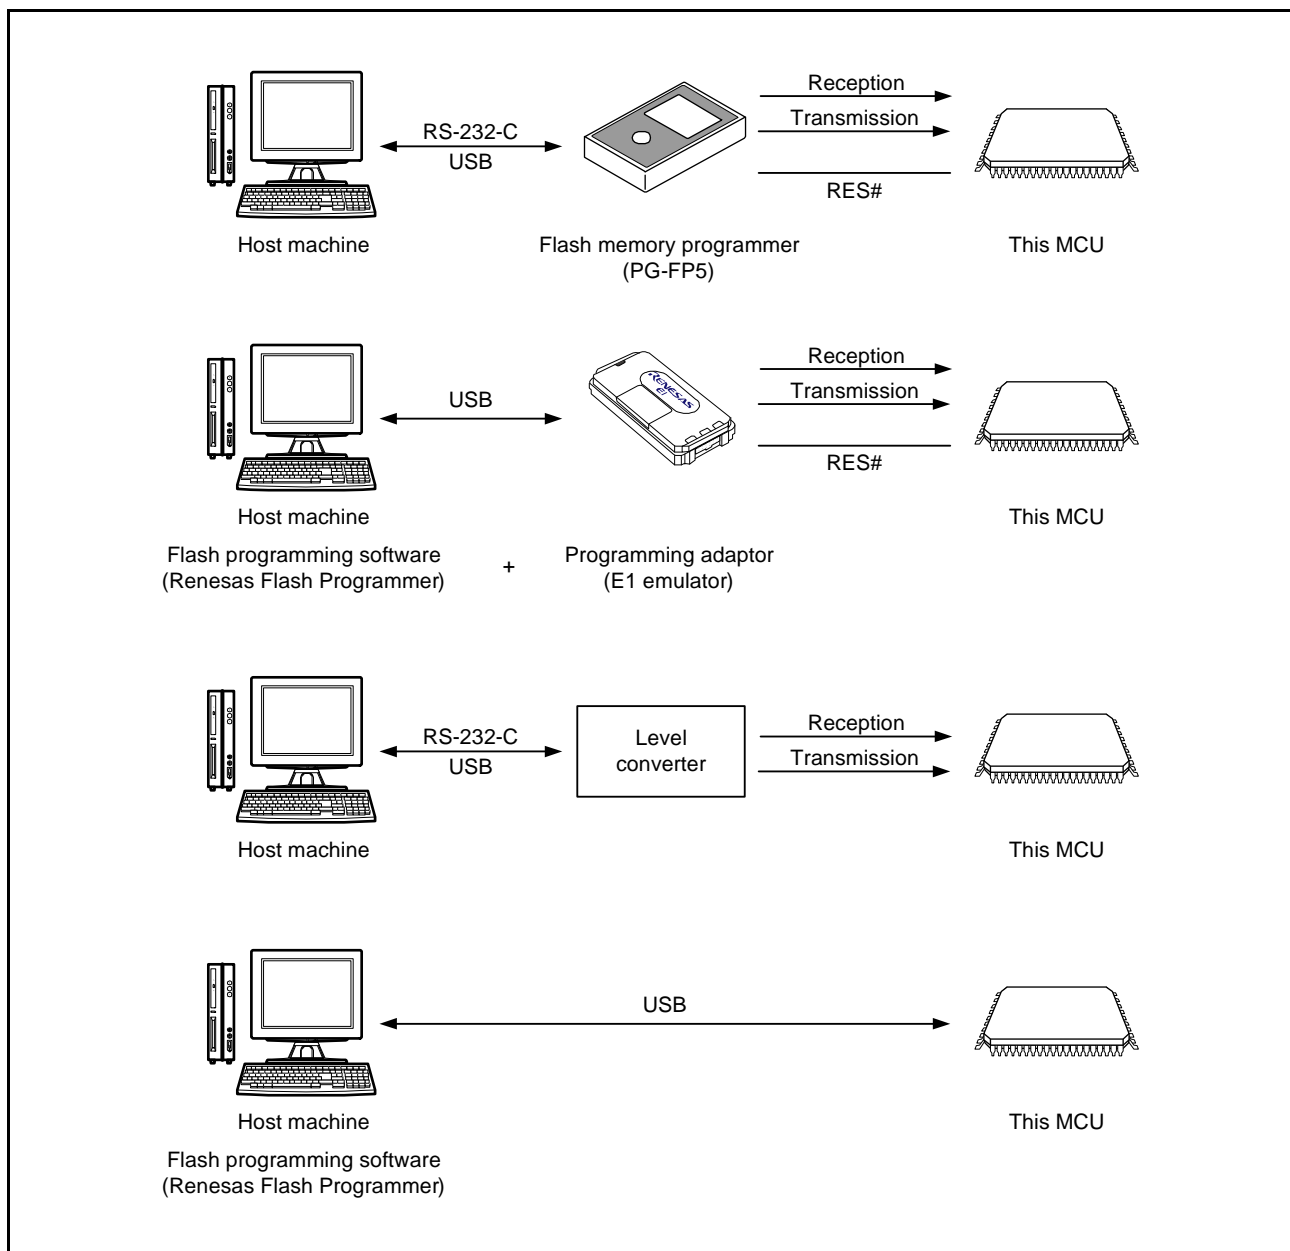 Reception
RS-232-C
Transmission
USB
RES#
Host machine
Flash memory programmer
(PG-FP5)
This MCU
Reception
USB
Transmission
RENESAS
E1
RES#
Host machine
This MCU
Flash programming software
(Renesas Flash Programmer)
+
Programming adaptor
(E1 emulator)
Reception
RS-232-C
USB
Level
converter
Transmission
Host machine
This MCU
USB
Host machine
This MCU
Flash programming software
(Renesas Flash Programmer)